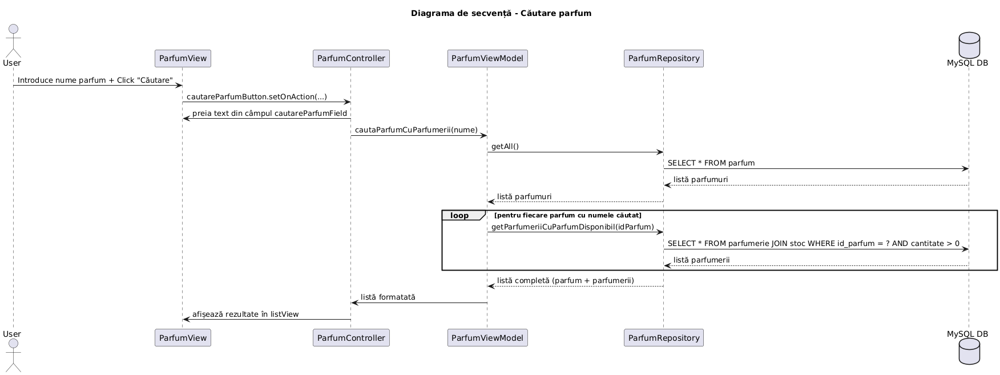 Diagrama de secvență - Căutare parfum
User
ParfumView
ParfumController
ParfumViewModel
ParfumRepository
MySQL DB
Introduce nume parfum + Click "Căutare"
cautareParfumButton.setOnAction(...)
preia text din câmpul cautareParfumField
cautaParfumCuParfumerii(nume)
getAll()
SELECT * FROM parfum
listă parfumuri
listă parfumuri
loop [pentru fiecare parfum cu numele căutat]
getParfumeriiCuParfumDisponibil(idParfum)
SELECT * FROM parfumerie JOIN stoc WHERE id_parfum = ? AND cantitate > 0
listă parfumerii
listă completă (parfum + parfumerii)
listă formatată
afișează rezultate în listView
User
ParfumView
ParfumController
ParfumViewModel
ParfumRepository
MySQL DB